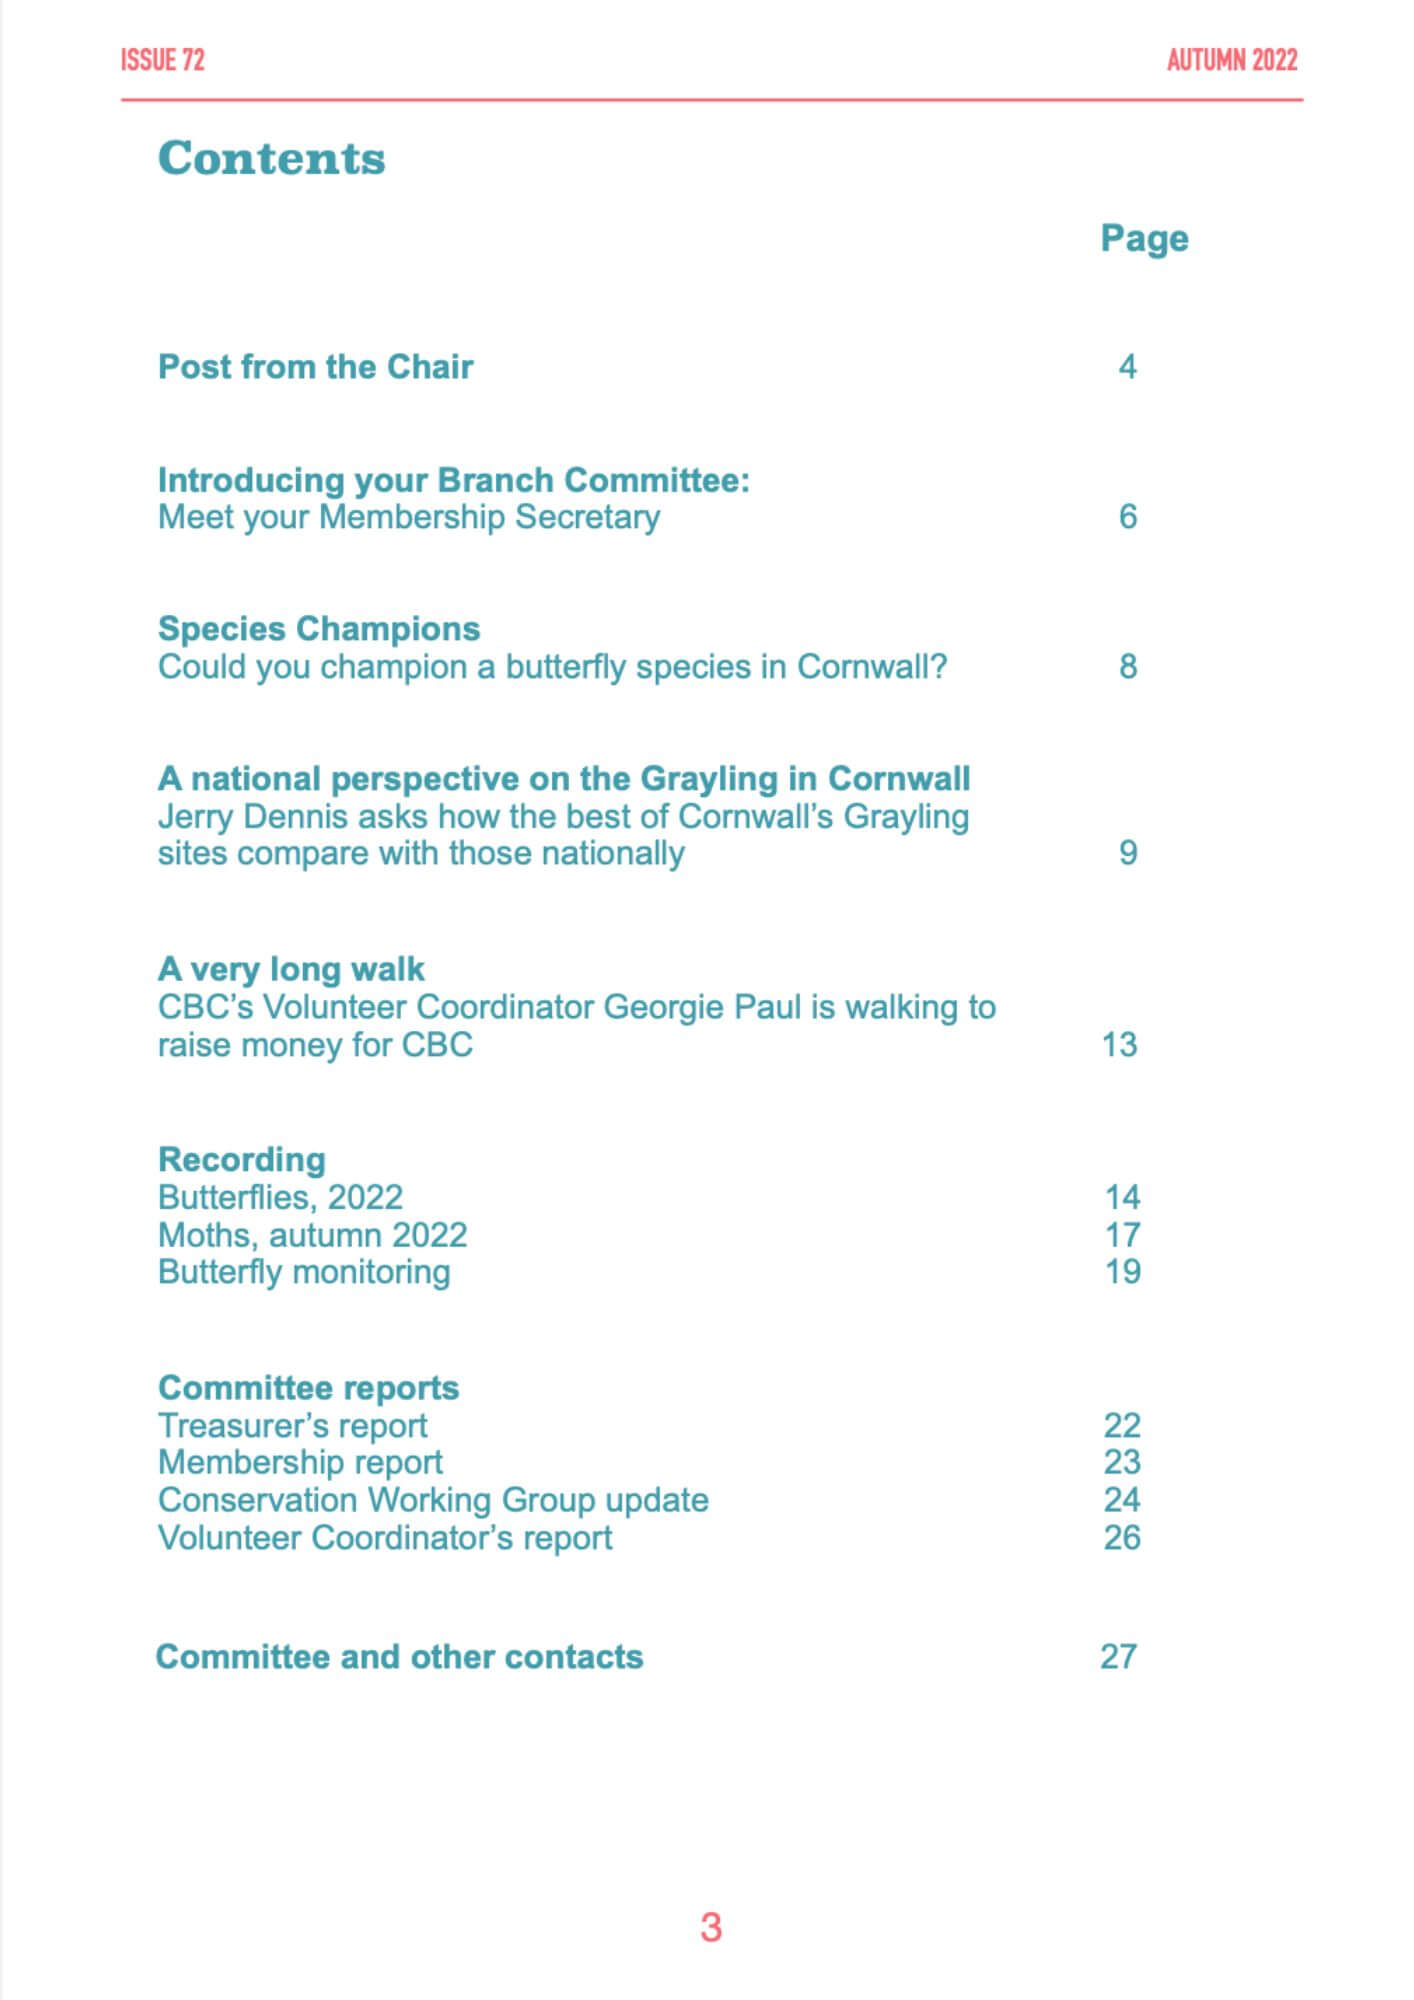 ISSUE 72 AUTUMN 2022
Contents
Page
Post from the Chair 4
Introducing your Branch Committee:
Meet your Membership Secretary 6
Species Champions
Could you champion a butterfly species in Cornwall? 8
A national perspective on the Grayling in Cornwall
Jerry Dennis asks how the best of Cornwall’s Grayling
sites compare with those nationally 9
A very long walk
CBC’s Volunteer Coordinator Georgie Paul is walking to
raise money for CBC 13
Recording
Butterflies, 2022 14
Moths, autumn 2022 17
Butterfly monitoring 19
Committee reports
Treasurer’s report 22
Membership report 23
Conservation Working Group update 24
Volunteer Coordinator’s report 26
Committee and other contacts 27
3